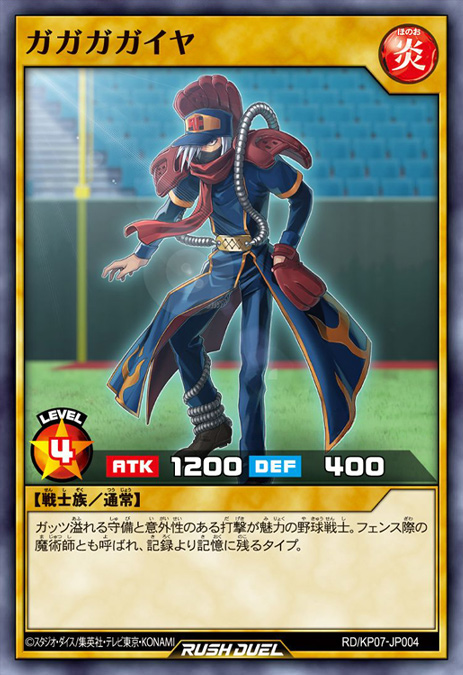 ガガガガイヤ
ほのお
炎
LEVEL
4
ATK 1200 DEF 400
【戦士族／通常】
ガッツ溢れる守備と意外性のある打撃が魅力の野球戦士。フェンス際の
魔術師とも呼ばれ、記録より記憶に残るタイプ。
©スタジオ・ダイス/集英社・テレビ東京・KONAMI
RUSH DUEL
RD/KP07-JP004